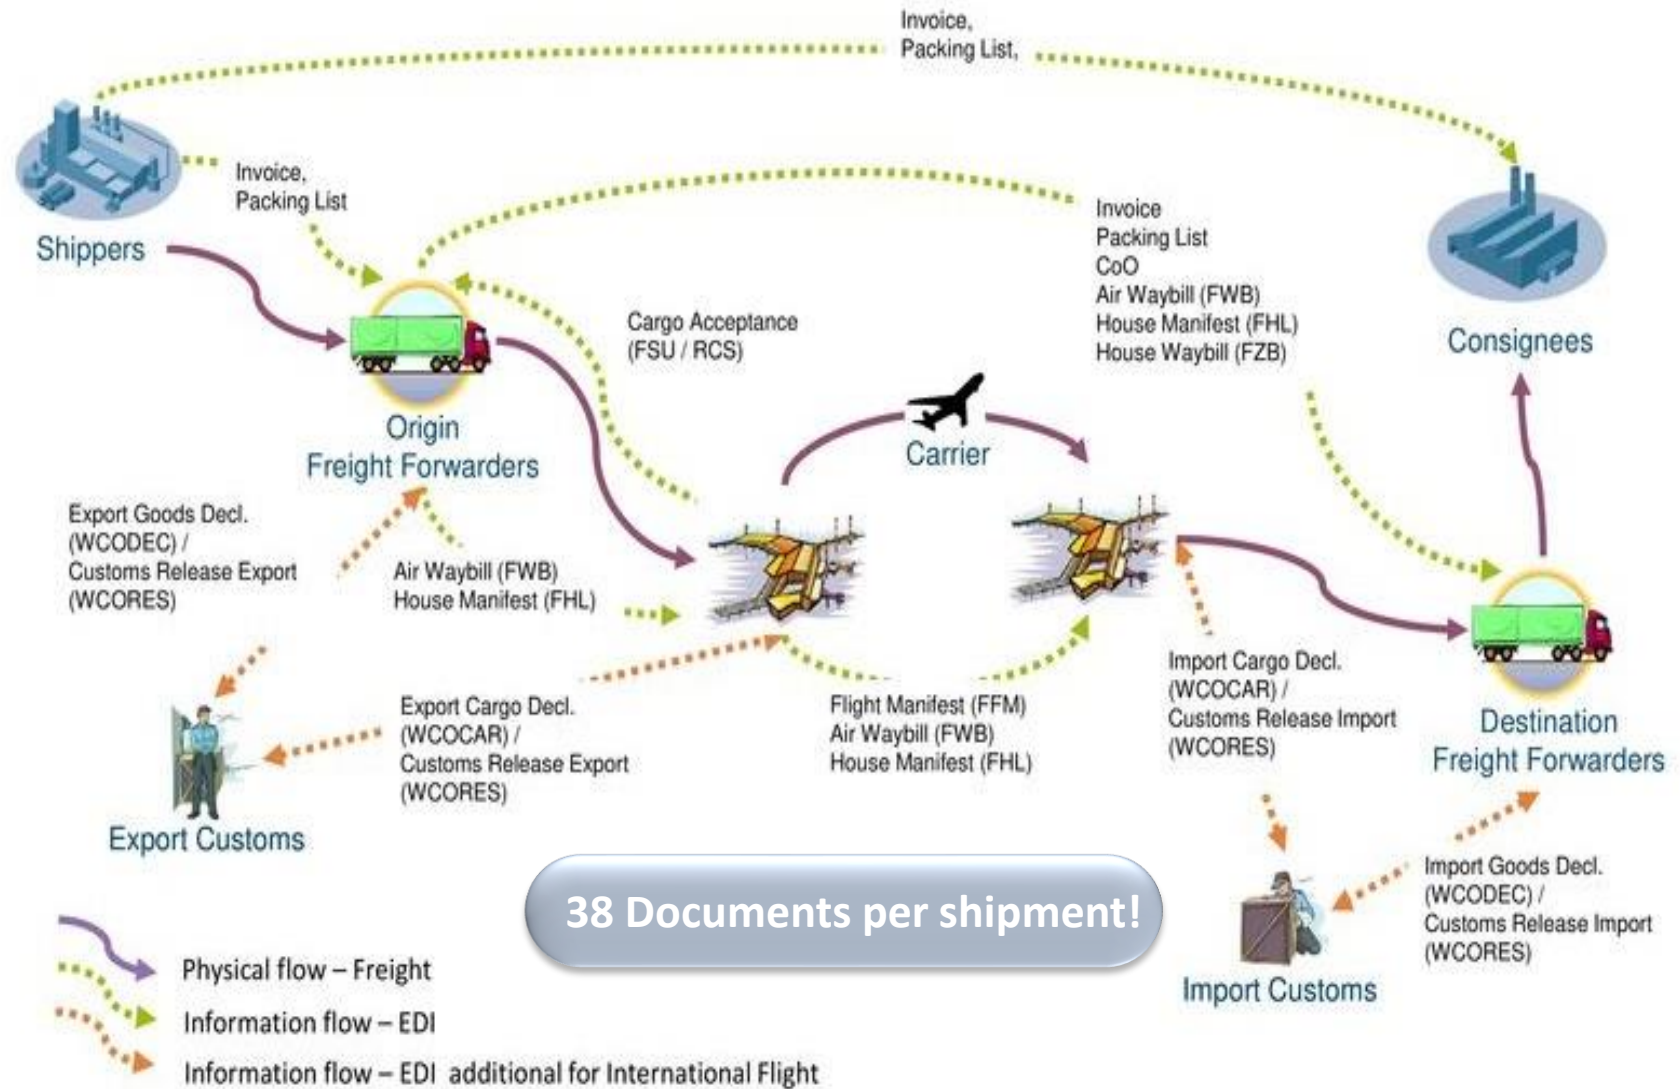 Invoice,
Packing List,
Invoice,
Packing List
Shippers
Invoice
Packing List
CoO
Air Waybill (FWB)
House Manifest (FHL)
House Waybill (FZB)
Consignees
Cargo Acceptance
(FSU / RCS)
Carrier
Origin
Freight Forwarders
Export Goods Decl.
(WCODEC) /
Customs Release Export
(WCORES)
Air Waybill (FWB)
House Manifest (FHL)
Export Cargo Decl.
(WCOCAR) /
Customs Release Export
(WCORES)
Flight Manifest (FFM)
Air Waybill (FWB)
House Manifest (FHL)
Import Cargo Decl.
(WCOCAR) /
Customs Release Import
(WCORES)
Destination
Freight Forwarders
Export Customs
38 Documents per shipment!
Import Goods Decl.
(WCODEC) /
Customs Release Import
(WCORES)
Import Customs
Physical flow – Freight
Information flow – EDI
Information flow – EDI additional for International Flight